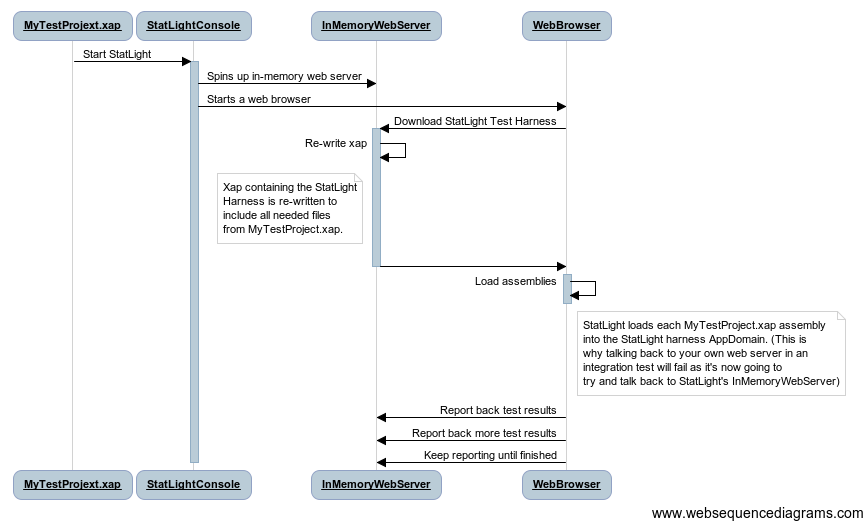 MyTestProjext.xap
StatLightConsole
InMemoryWebServer
WebBrowser
Start StatLight
Spins up in-memory web server
Starts a web browser
Download StatLight Test Harness
Re-write xap
Xap containing the StatLight
Harness is re-written to
include all needed files
from MyTestProject.xap.
Load assemblies
StatLight loads each MyTestProject.xap assembly
into the StatLight harness AppDomain. (This is
why talking back to your own web server in an
integration test will fail as it's now going to
try and talk back to StatLight's InMemoryWebServer)
Report back test results
Report back more test results
Keep reporting until finished
MyTestProjext.xap
StatLightConsole
InMemoryWebServer
WebBrowser
www.websequencediagrams.com